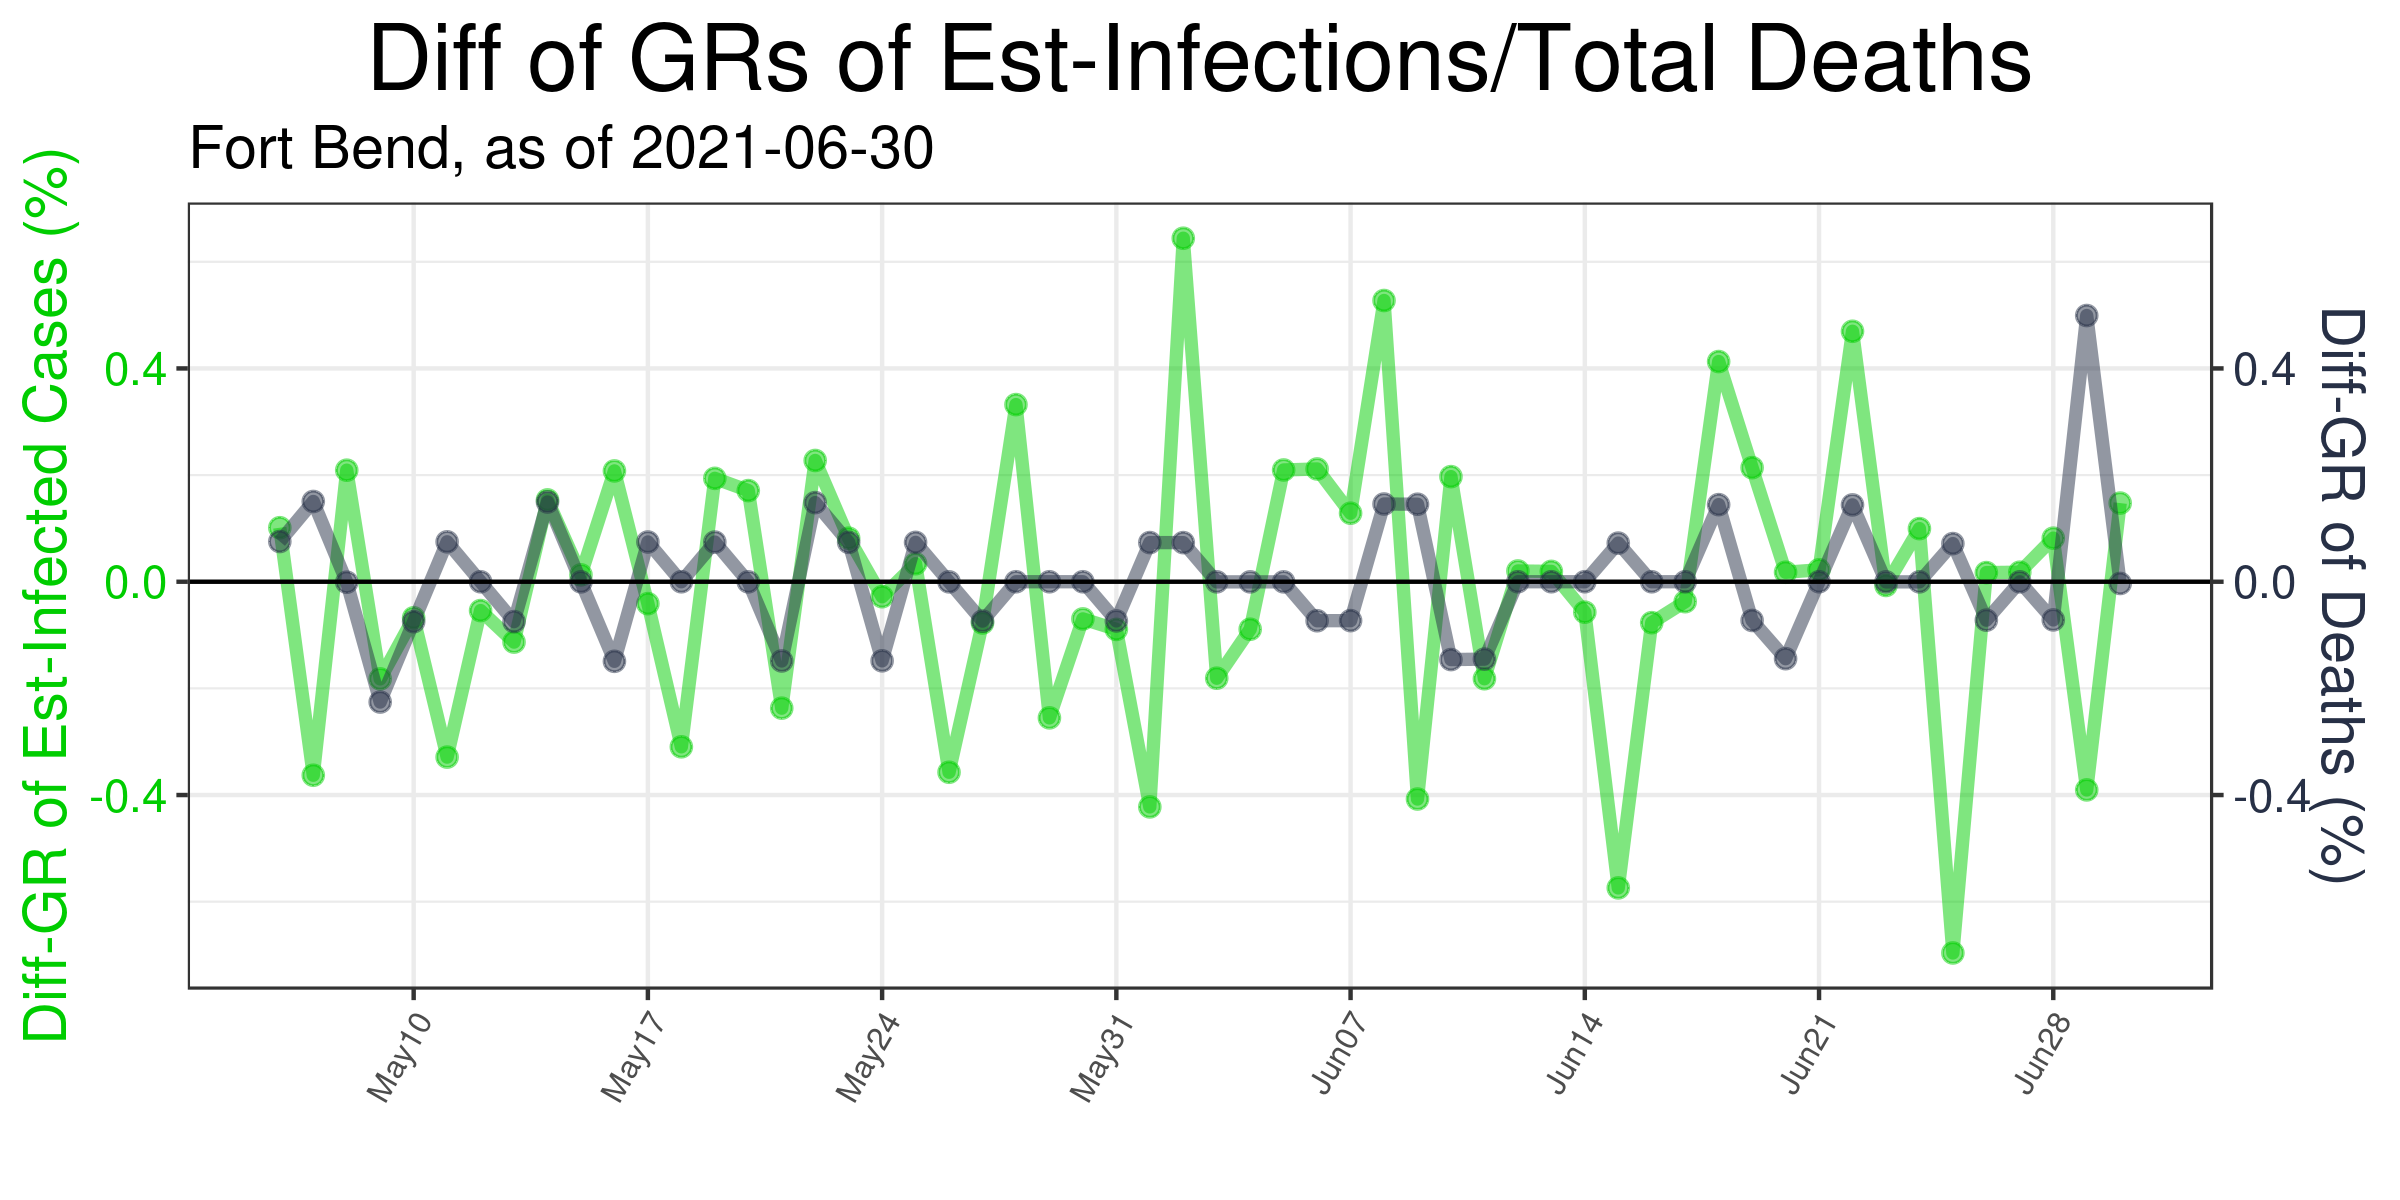 Diff of GRs of Est-Infections/Total Deaths
Fort Bend, as of 2021-06-30
Diff-GR of Est-Infected Cases (%)
0.4
0.0
-0.4
0.4
0.0
-0.4
Diff-GR of Deaths (%)
May10
May17
May24
May31
Jun07
Jun14
Jun21
Jun28